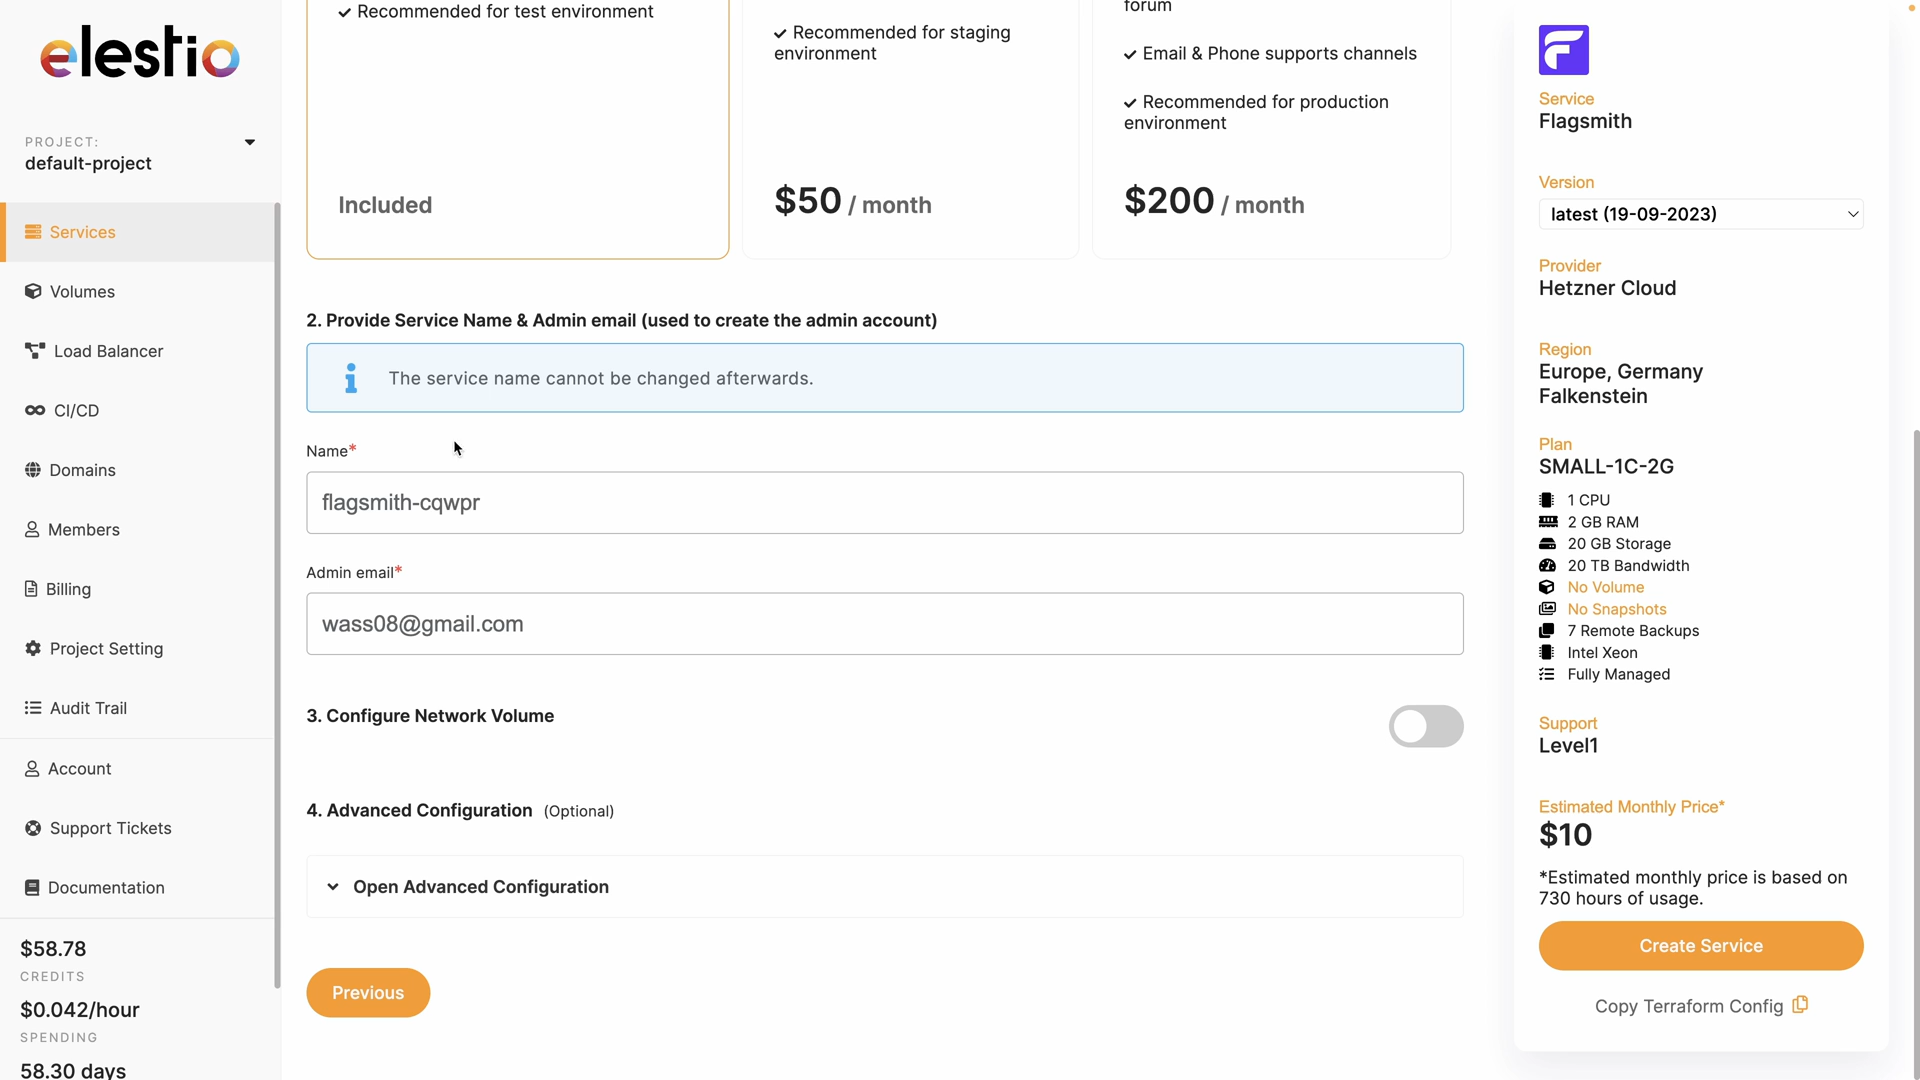 elestio
PROJECT:
default-project
Services
Volumes
Load Balancer
CI/CD
Domains
Members
Billing
Project Setting
Audit Trail
Account
Support Tickets
Documentation
$58.78
CREDITS
$0.042/hour
SPENDING
58.30 days
✓ Recommended for test environment
Included
✓ Recommended for staging
environment
$50 / month
forum
✓ Email & Phone supports channels
✓ Recommended for production
environment
$200 / month
2. Provide Service Name & Admin email (used to create the admin account)
The service name cannot be changed afterwards.
Name*
flagsmith-cqwpr
Admin email*
wass08@gmail.com
3. Configure Network Volume
4. Advanced Configuration (Optional)
Open Advanced Configuration
Previous
Service
Flagsmith
Version
latest (19-09-2023)
Provider
Hetzner Cloud
Region
Europe, Germany
Falkenstein
Plan
SMALL-1C-2G
1 CPU
2 GB RAM
20 GB Storage
20 TB Bandwidth
No Volume
No Snapshots
7 Remote Backups
Intel Xeon
Fully Managed
Support
Level1
Estimated Monthly Price*
$10
*Estimated monthly price is based on
730 hours of usage.
Create Service
Copy Terraform Config